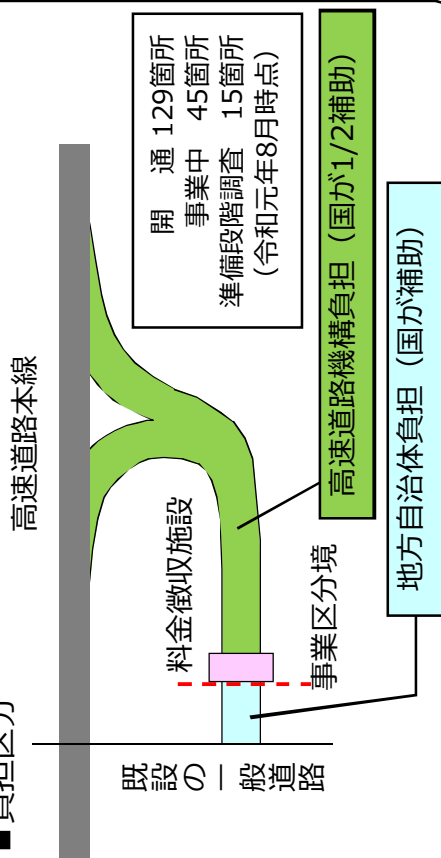 ■負担区分
高速道路本線
開　通 129箇所
事業中 45箇所
準備段階調査 15箇所
(令和元年8月時点)
料金徴収施設
高速道路機構負担（国が1/2補助）
事業区分境
地方自治体負担（国が補助）
既設の一般道路